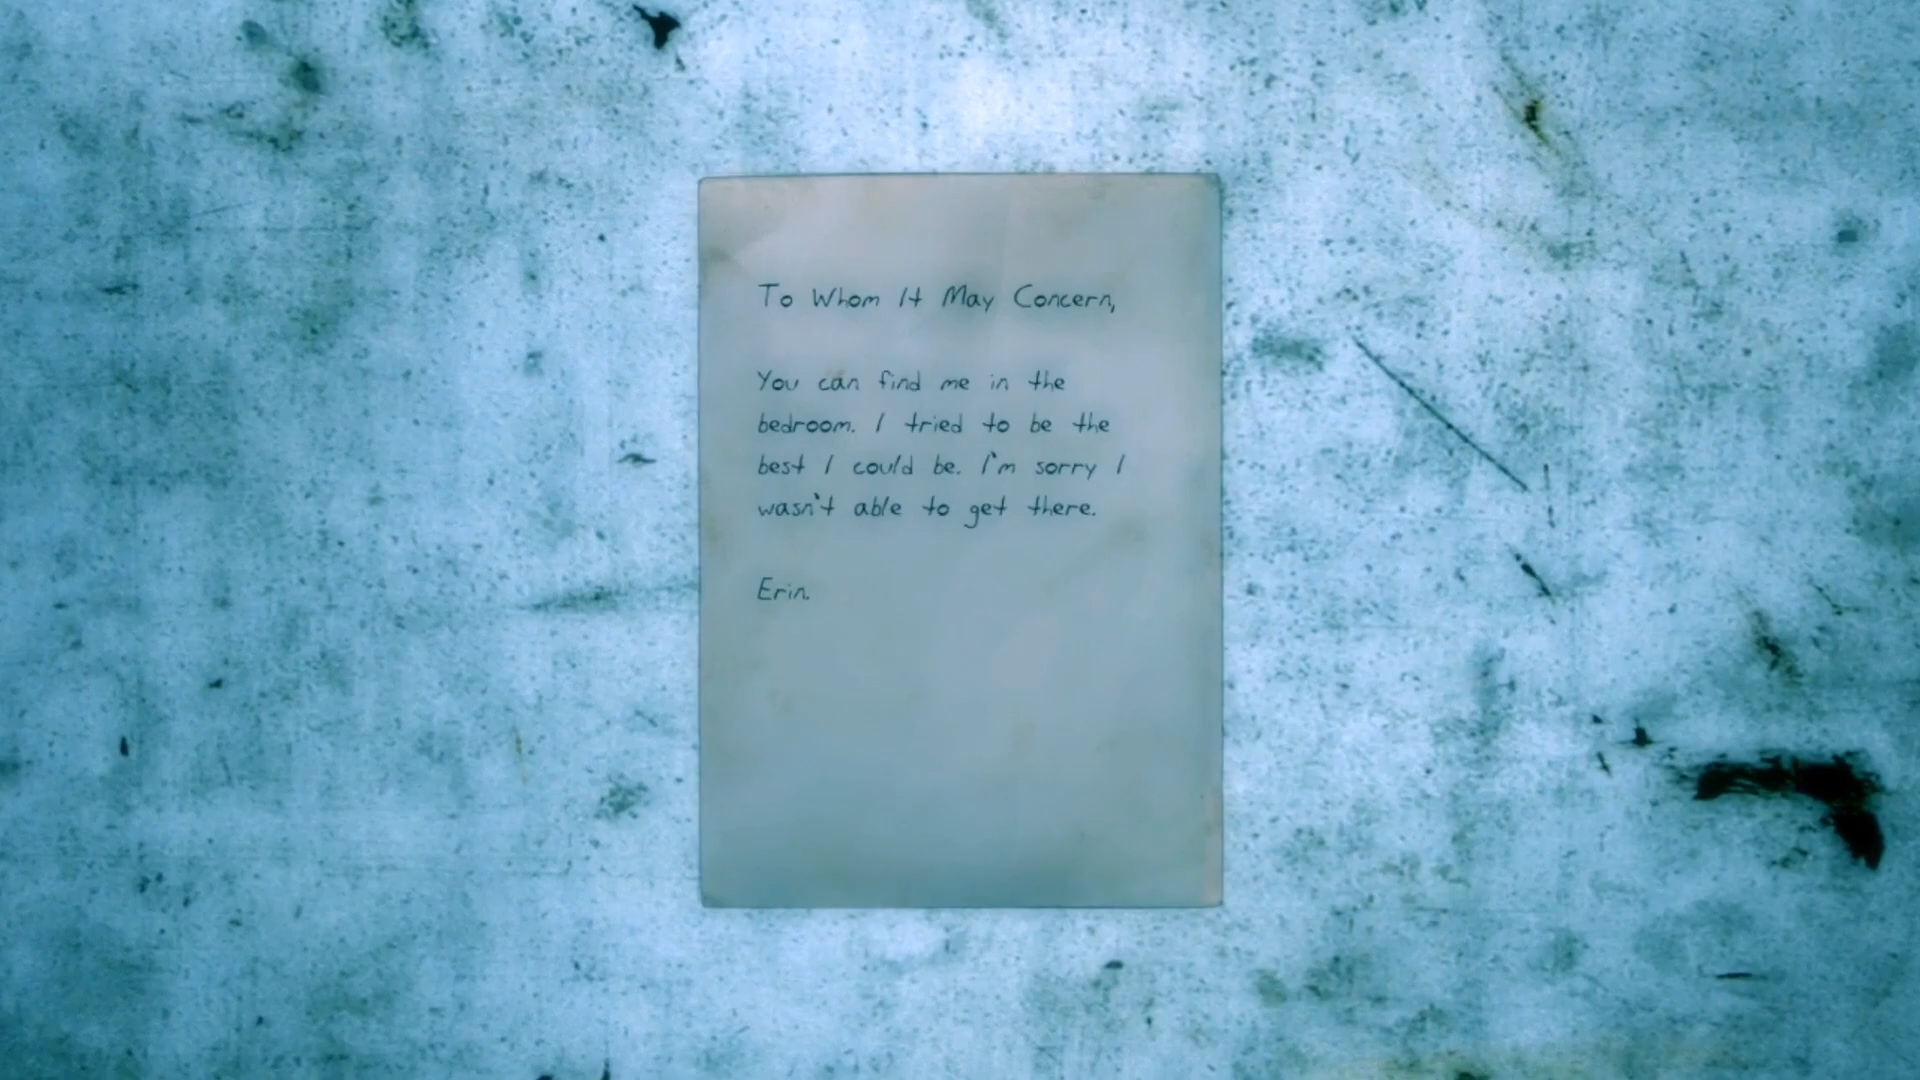 To Whom It May Concern,
You can find me in the
bedroom. I tried to be the
best I could be. I'm sorry I
wasn't able to get there.
Erin.